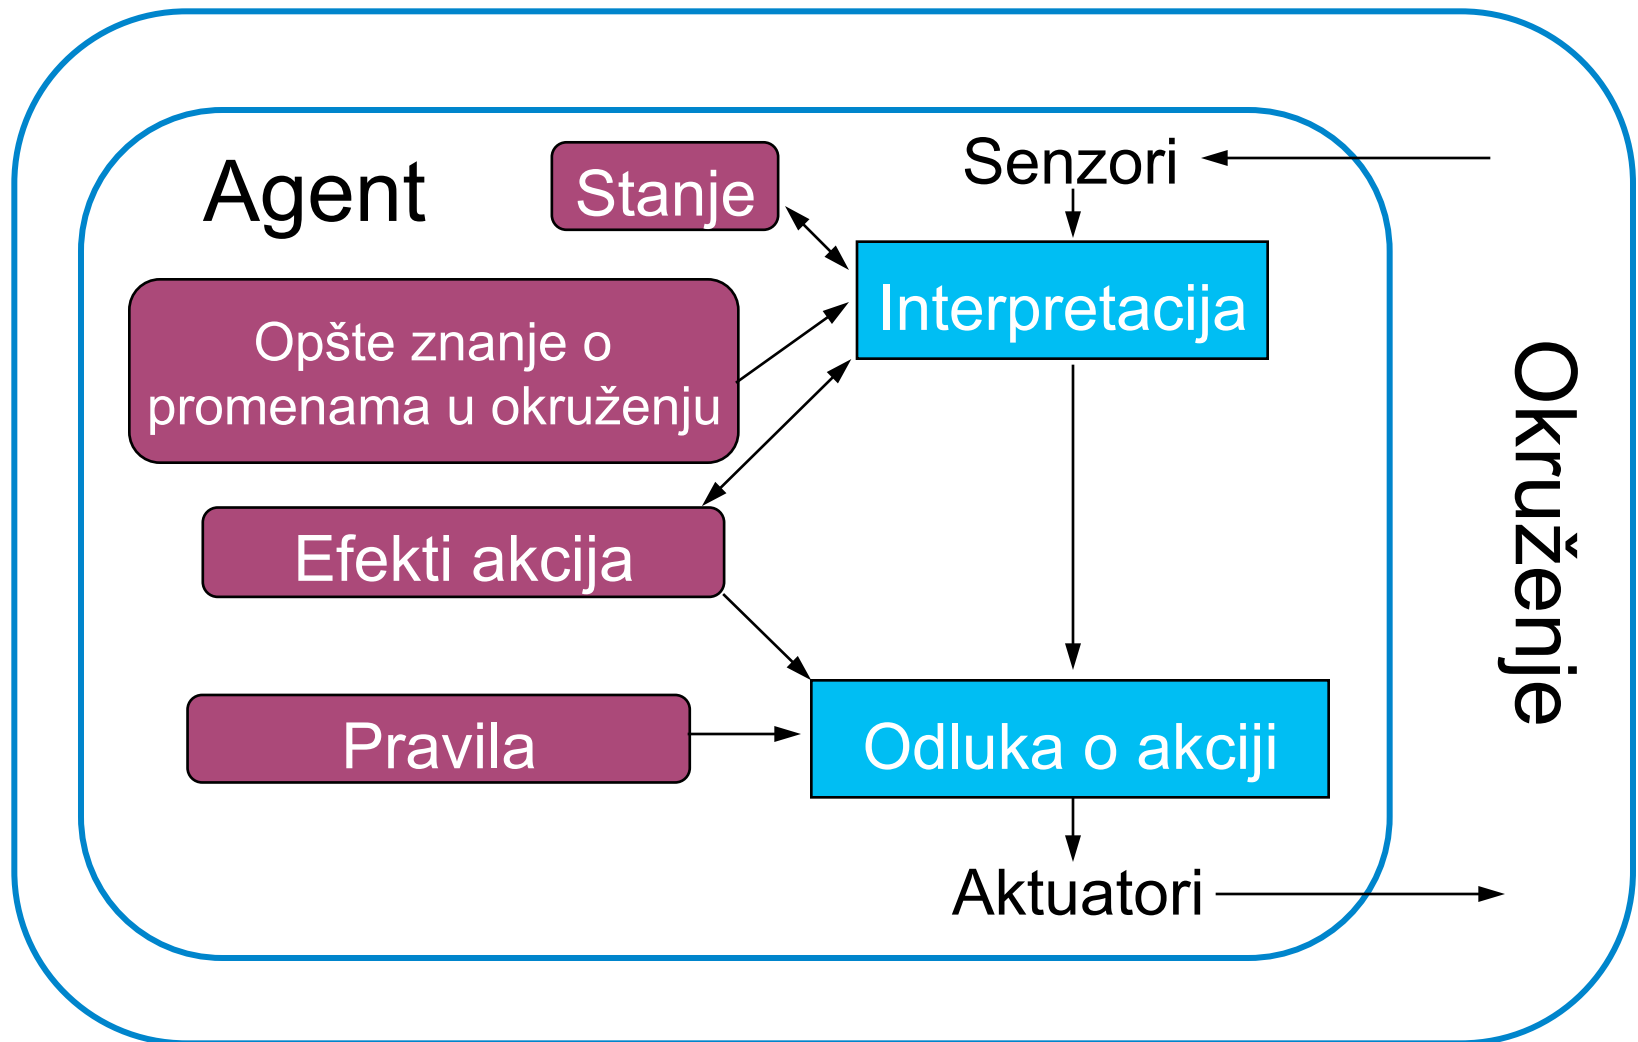 Agent
Stanje
Senzori
Interpretacija
Opšte znanje o
promenama u okruženju
Efekti akcija
Pravila
Odluka o akciji
Aktuatori
Okruženje